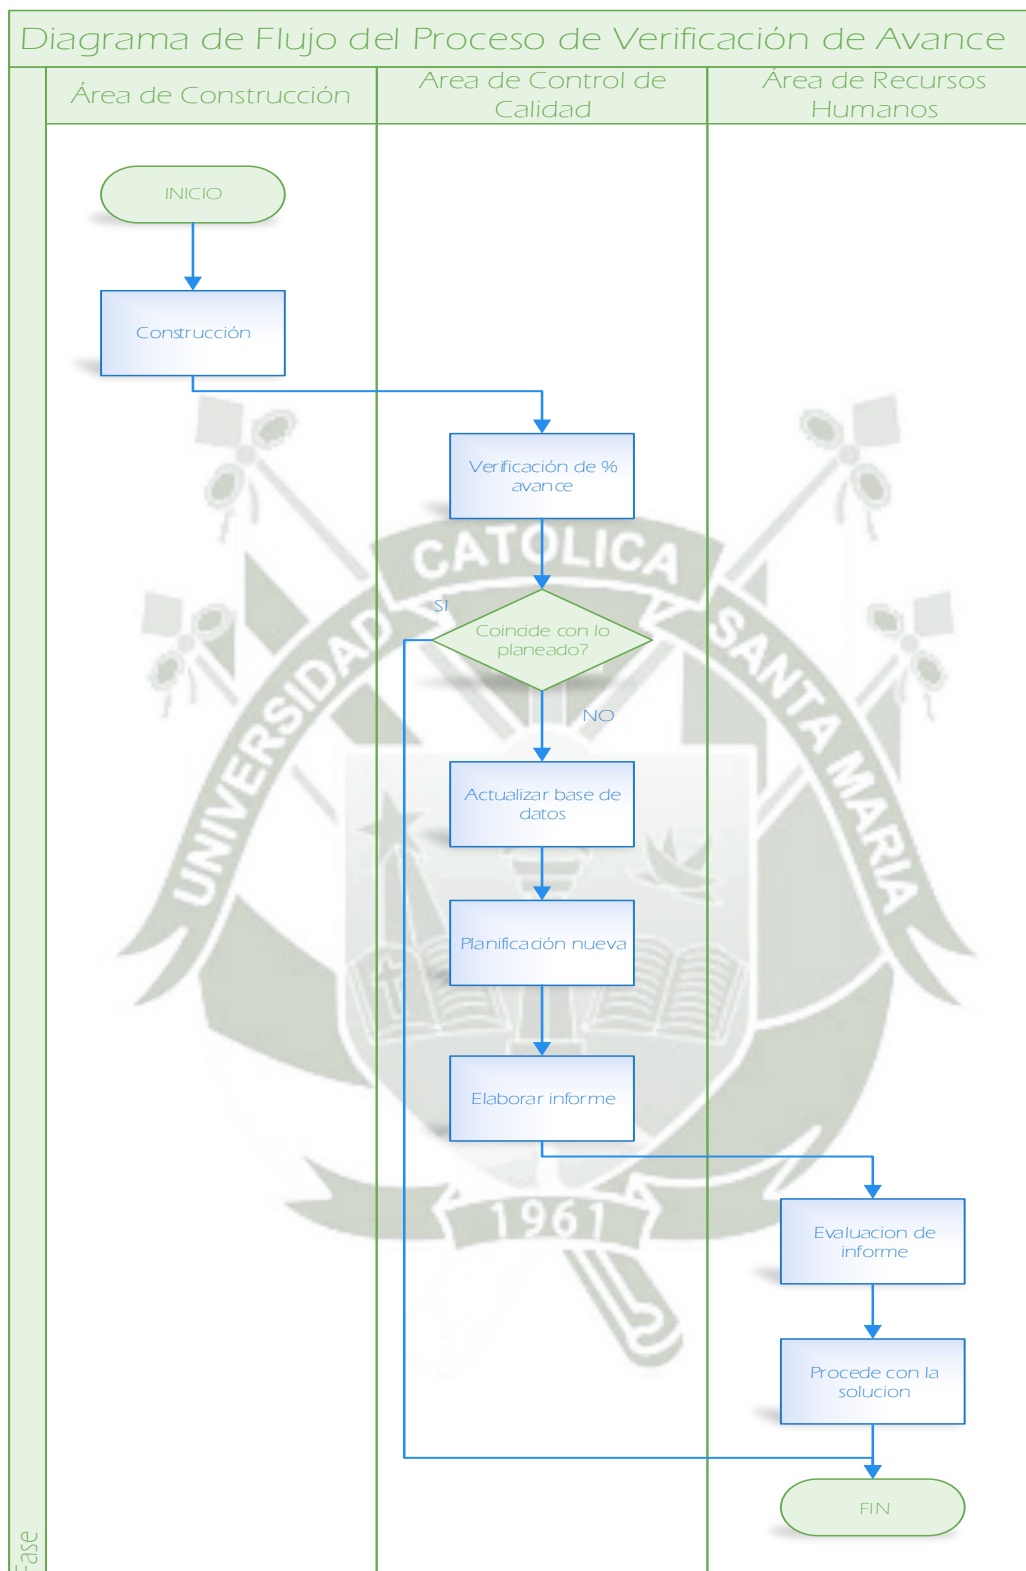 Diagrama de Flujo del Proceso de Verificación de Avance
Área de Construcción
Area de Control de
Calidad
Área de Recursos
Humanos
INICIO
Construcción
Verificación de %
avance
CATOLICA
UNIVERSIDAD
SANTA MARIA
SI
Coincide con lo
planeado?
NO
Actualizar base de
datos
Planificación nueva
Elaborar informe
1961
Evaluacion de
informe
Procede con la
solucion
FIN
Fase